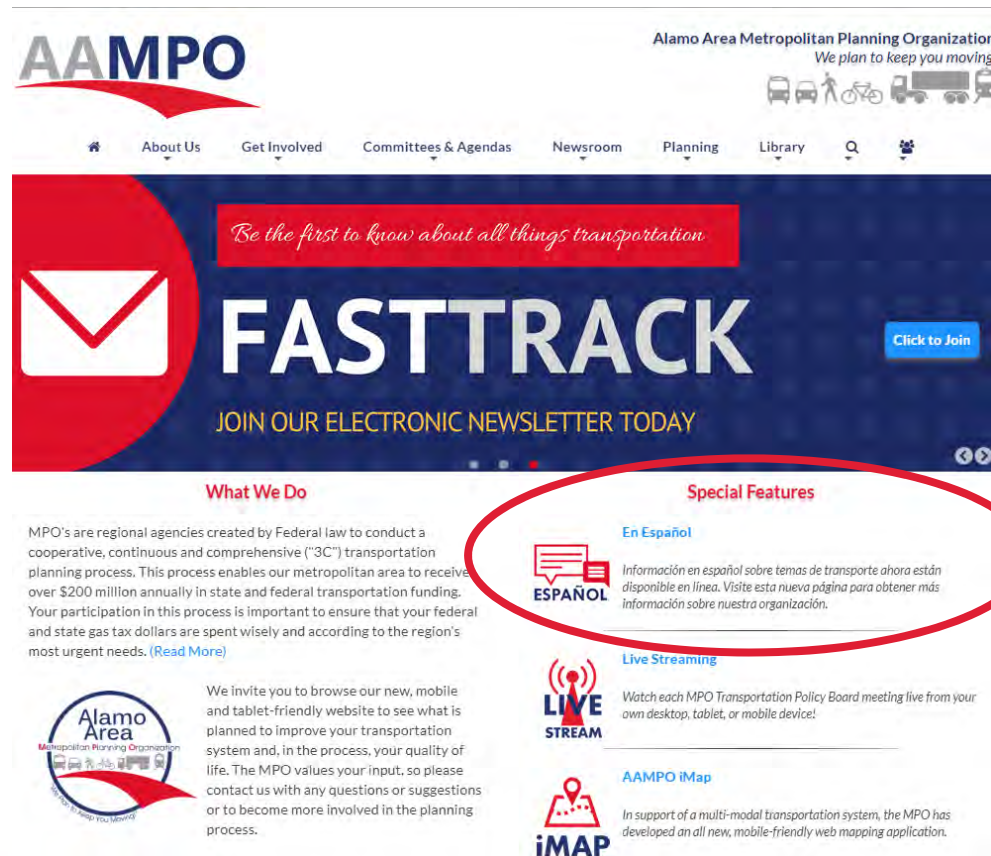 AAMPO
Alamo Area Metropolitan Planning Organization
We plan to keep you moving
About Us Get Involved Committees & Agendas Newsroom Planning Library
Be the first to know about all things transportation
FASTTRACK
Click to Join
JOIN OUR ELECTRONIC NEWSLETTER TODAY
What We Do
MPO's are regional agencies created by Federal law to conduct a
cooperative, continuous and comprehensive ("3C") transportation
planning process. This process enables our metropolitan area to receive
over $200 million annually in state and federal transportation funding.
Your participation in this process is important to ensure that your federal
and state gas tax dollars are spent wisely and according to the region's
most urgent needs. (Read More)
Alamo
Area
Metropolitan Planning Organization
We Plan To Keep You Moving
We invite you to browse our new, mobile
and tablet-friendly website to see what is
planned to improve your transportation
system and, in the process, your quality of
life. The MPO values your input, so please
contact us with any questions or suggestions
or to become more involved in the planning
process.
Special Features
ESPAÑOL
En Español
Información en español sobre temas de transporte ahora están
disponible en línea. Visite esta nueva página para obtener más
información sobre nuestra organización.
LIVE
STREAM
Live Streaming
Watch each MPO Transportation Policy Board meeting live from your
own desktop, tablet, or mobile device!
iMAP
AAMPO iMap
In support of a multi-modal transportation system, the MPO has
developed an all new, mobile-friendly web mapping application.